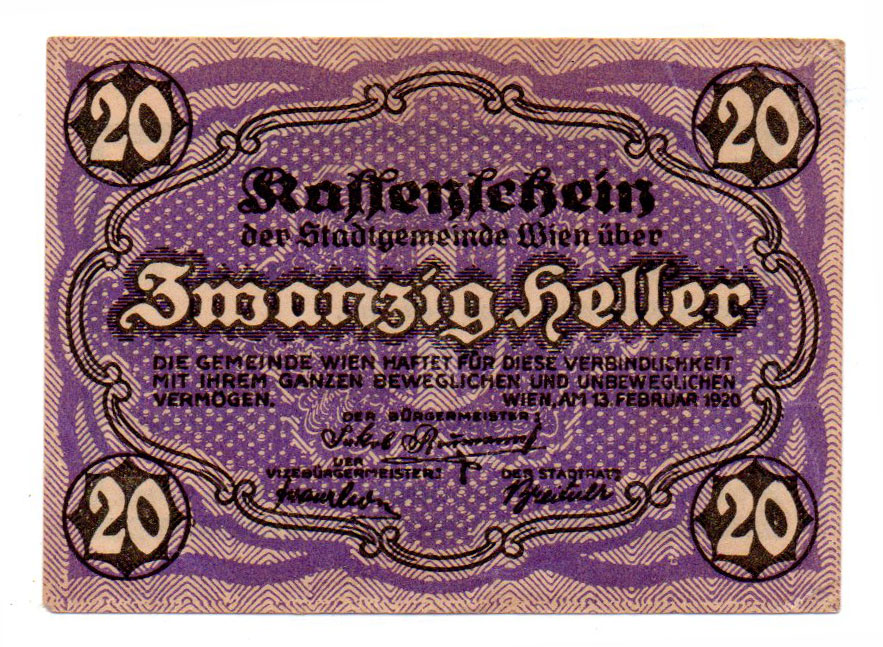 20 20
Kassenschein
der Stadtgemeinde Wien über
Zwanzig Heller
DIE GEMEINDE WIEN HAFTET FÜR DIESE VERBINDLICHKEIT
MIT IHREM GANZEN BEWEGLICHEN UND UNBEWEGLICHEN
VERMÖGEN. WIEN, AM 13. FEBRUAR 1920
DER BÜRGERMEISTER:
DER
VIZEBÜRGERMEISTER: DER STADTRAT:
20 20